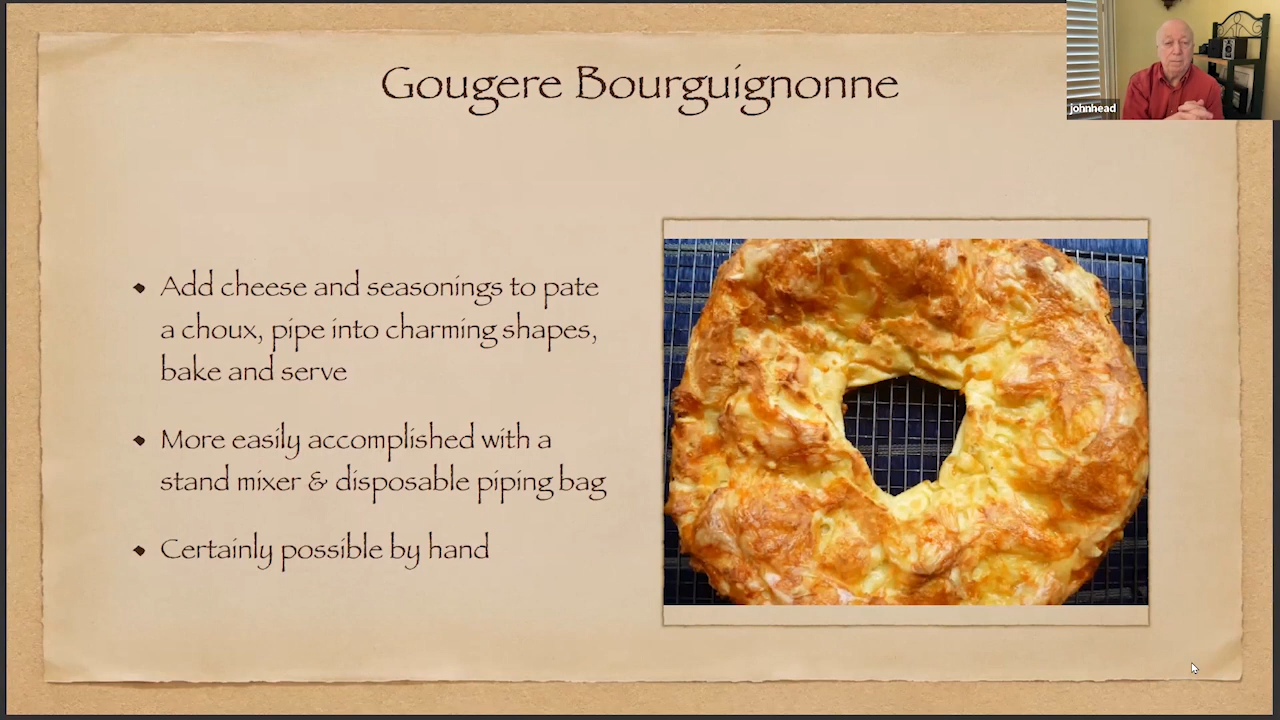 Gougere Bourguignonne
johnhead
Add cheese and seasonings to pate
a choux, pipe into charming shapes,
bake and serve
More easily accomplished with a
stand mixer & disposable piping bag
Certainly possible by hand